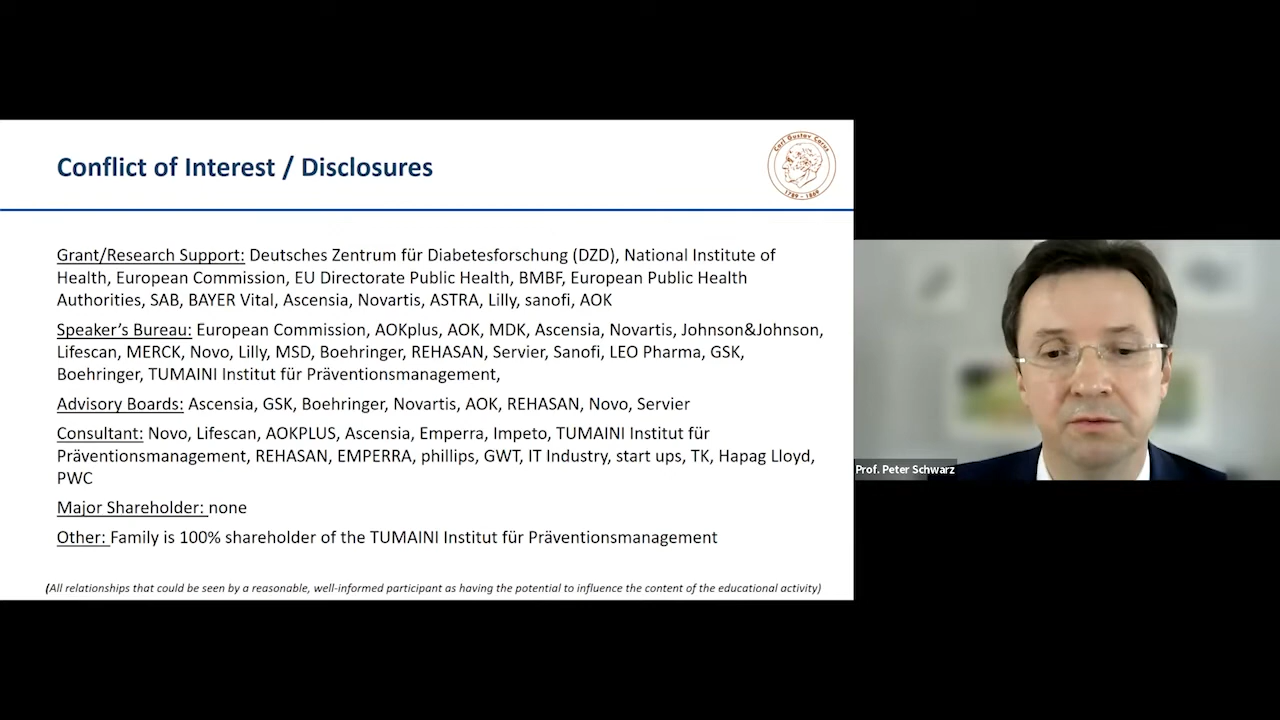 Conflict of Interest / Disclosures
Carl Gustav Carus
1789 - 1869
Grant/Research Support: Deutsches Zentrum für Diabetesforschung (DZD), National Institute of
Health, European Commission, EU Directorate Public Health, BMBF, European Public Health
Authorities, SAB, BAYER Vital, Ascensia, Novartis, ASTRA, Lilly, sanofi, AOK
Speaker's Bureau: European Commission, AOKplus, AOK, MDK, Ascensia, Novartis, Johnson&Johnson,
Lifescan, MERCK, Novo, Lilly, MSD, Boehringer, REHASAN, Servier, Sanofi, LEO Pharma, GSK,
Boehringer, TUMAINI Institut für Präventionsmanagement,
Advisory Boards: Ascensia, GSK, Boehringer, Novartis, AOK, REHASAN, Novo, Servier
Consultant: Novo, Lifescan, AOKPLUS, Ascensia, Emperra, Impeto, TUMAINI Institut für
Präventionsmanagement, REHASAN, EMPERRA, phillips, GWT, IT Industry, start ups, TK, Hapag Lloyd,
PWC
Major Shareholder: none
Other: Family is 100% shareholder of the TUMAINI Institut für Präventionsmanagement
(All relationships that could be seen by a reasonable, well-informed participant as having the potential to influence the content of the educational activity)
Prof. Peter Schwarz